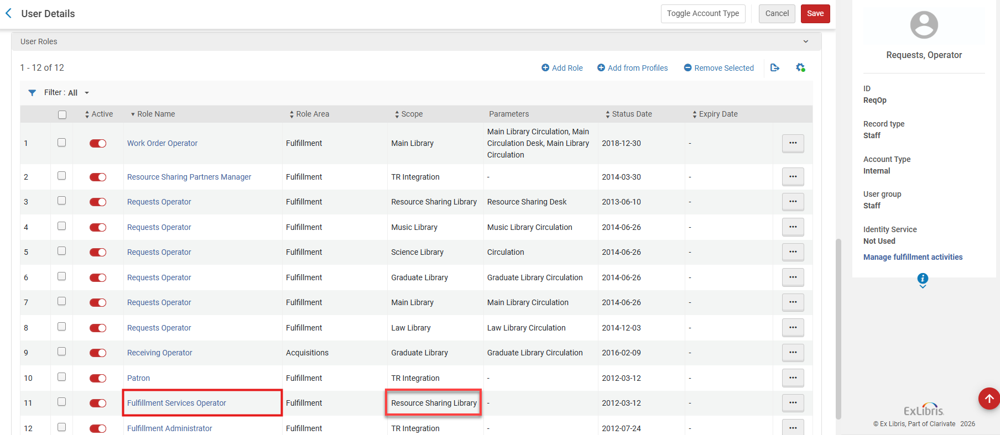 User Details
Toggle Account Type
Cancel
Save
User Roles
1 - 12 of 12
Add Role
Add from Profiles
Remove Selected
Filter : All
Active Role Name Role Area Scope Parameters Status Date Expiry Date
1 Work Order Operator Fulfillment Main Library Main Library Circulation, Main Circulation Desk, Main Library Circulation 2018-12-30 -
2 Resource Sharing Partners Manager Fulfillment TR Integration - 2014-03-30 -
3 Requests Operator Fulfillment Resource Sharing Library Resource Sharing Desk 2013-06-10 -
4 Requests Operator Fulfillment Music Library Music Library Circulation 2014-06-26 -
5 Requests Operator Fulfillment Science Library Circulation 2014-06-26 -
6 Requests Operator Fulfillment Graduate Library Graduate Library Circulation 2014-06-26 -
7 Requests Operator Fulfillment Main Library Main Library Circulation 2014-06-26 -
8 Requests Operator Fulfillment Law Library Law Library Circulation 2014-12-03 -
9 Receiving Operator Acquisitions Graduate Library Graduate Library Circulation 2016-02-09 -
10 Patron Fulfillment TR Integration - 2012-03-12 -
11 Fulfillment Services Operator Fulfillment Resource Sharing Library - 2012-03-12 -
12 Fulfillment Administrator Fulfillment TR Integration - 2012-07-24 -
Requests, Operator
ID
ReqOp
Record type
Staff
Account Type
Internal
User group
Staff
Identity Service
Not Used
Manage fulfillment activities
ExLibris
© Ex Libris, Part of Clarivate 2026